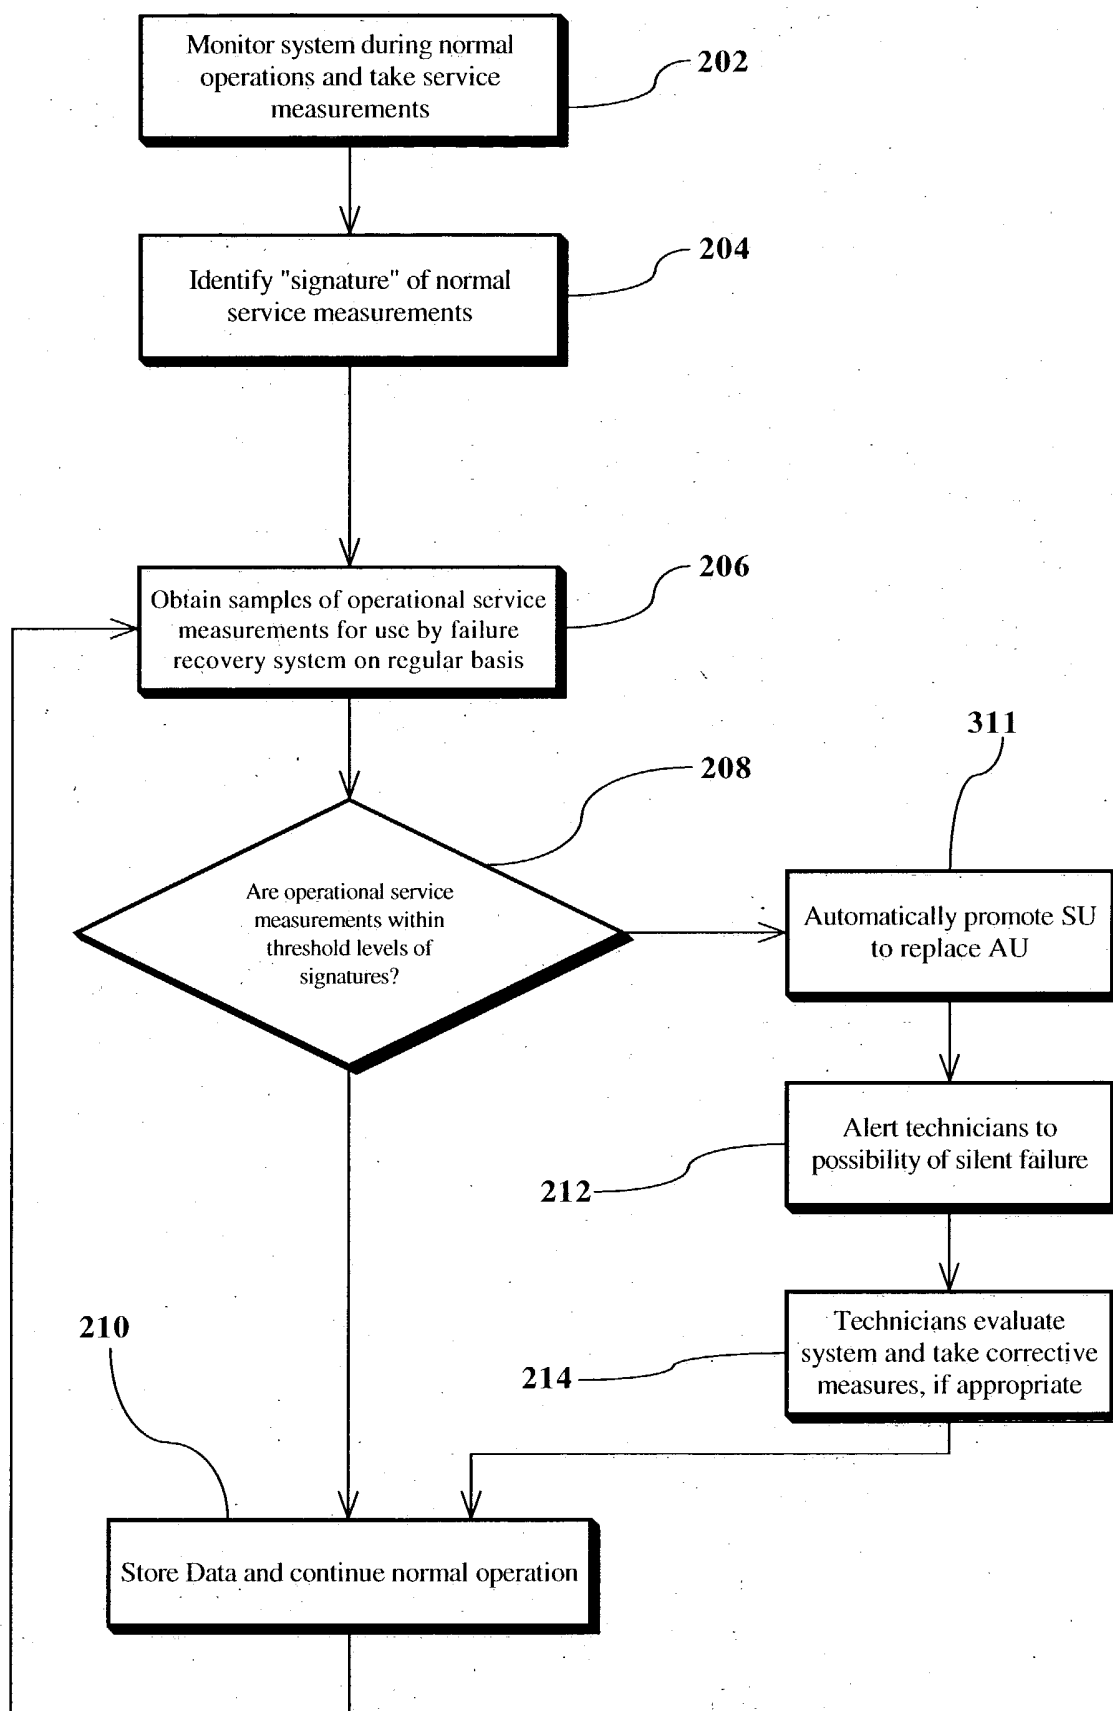 Monitor system during normal
operations and take service
measurements
202
Identify "signature" of normal
service measurements
204
Obtain samples of operational service
measurements for use by failure
recovery system on regular basis
206
Are operational service
measurements within
threshold levels of
signatures?
208
311
Automatically promote SU
to replace AU
Alert technicians to
possibility of silent failure
212
Technicians evaluate
system and take corrective
measures, if appropriate
214
210
Store Data and continue normal operation